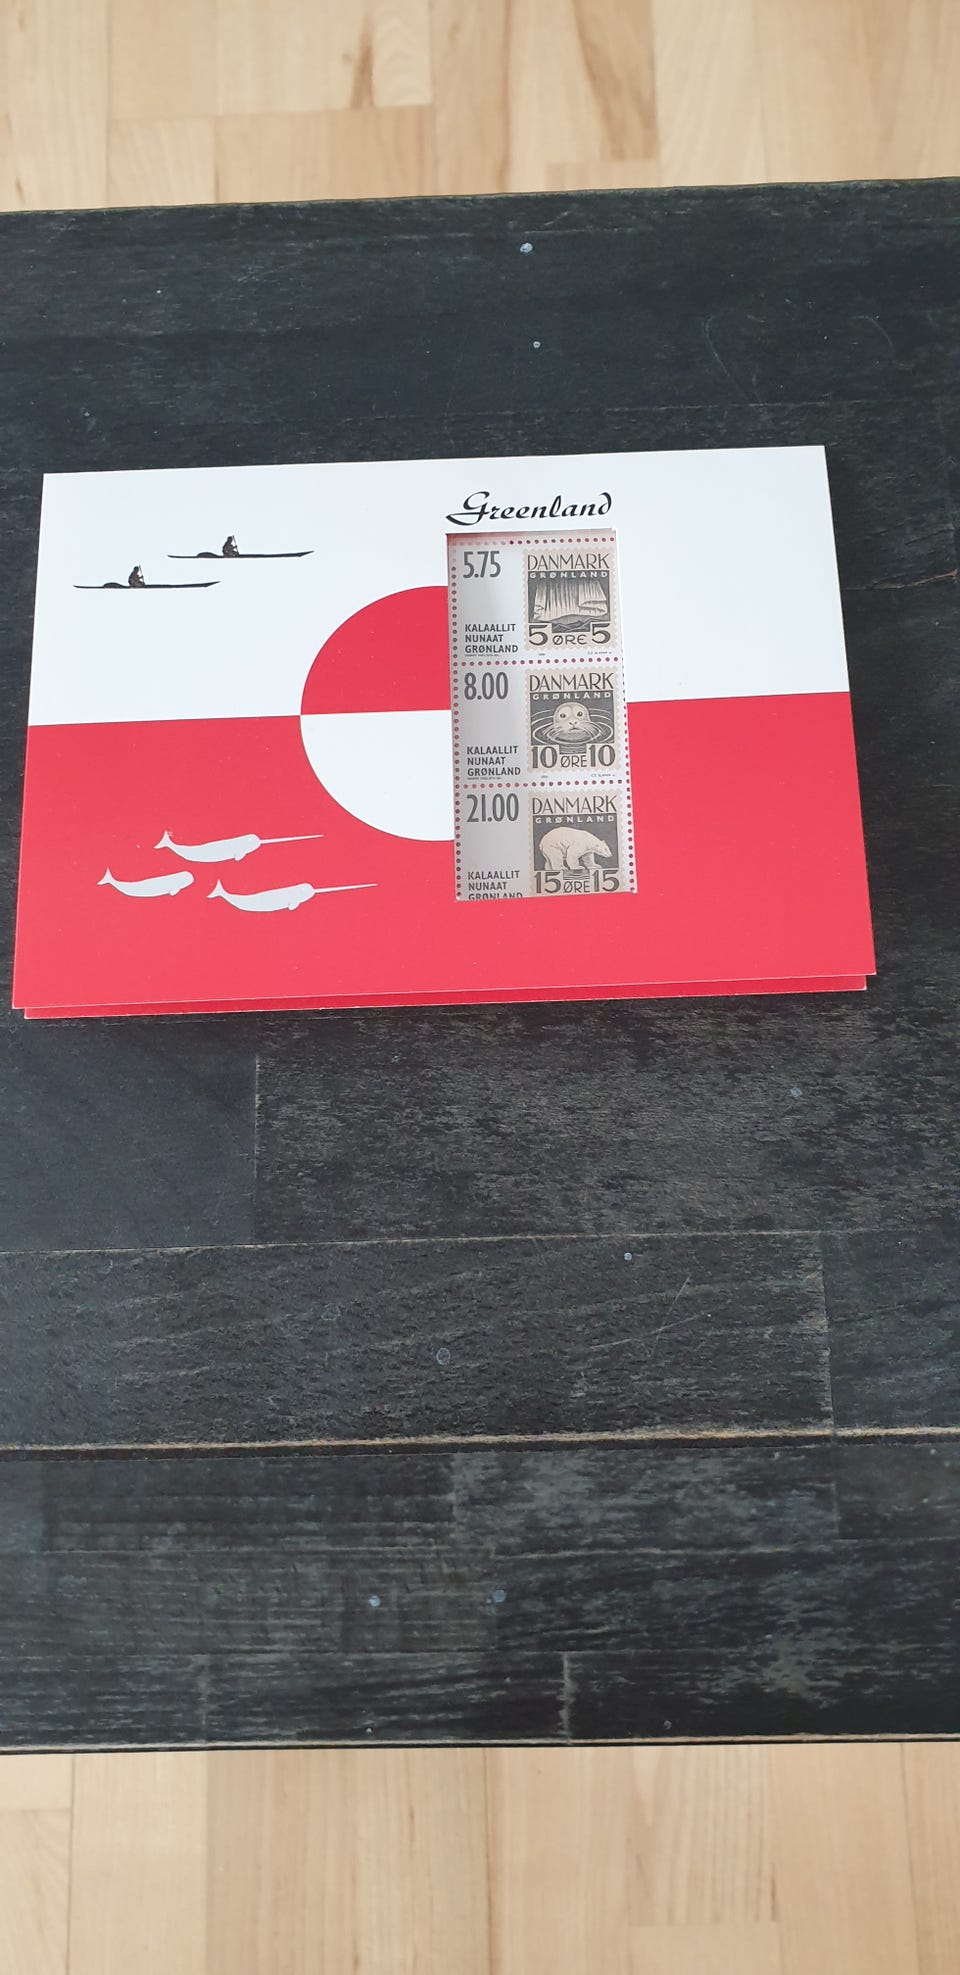 Greenland
5.75
DANMARK
GRØNLAND
KALAALLIT
NUNAAT
GRØNLAND
5 ØRE 5
8.00
DANMARK
GRØNLAND
KALAALLIT
NUNAAT
GRØNLAND
10 ØRE 10
21.00
DANMARK
GRØNLAND
KALAALLIT
NUNAAT
GRØNLAND
15 ØRE 15